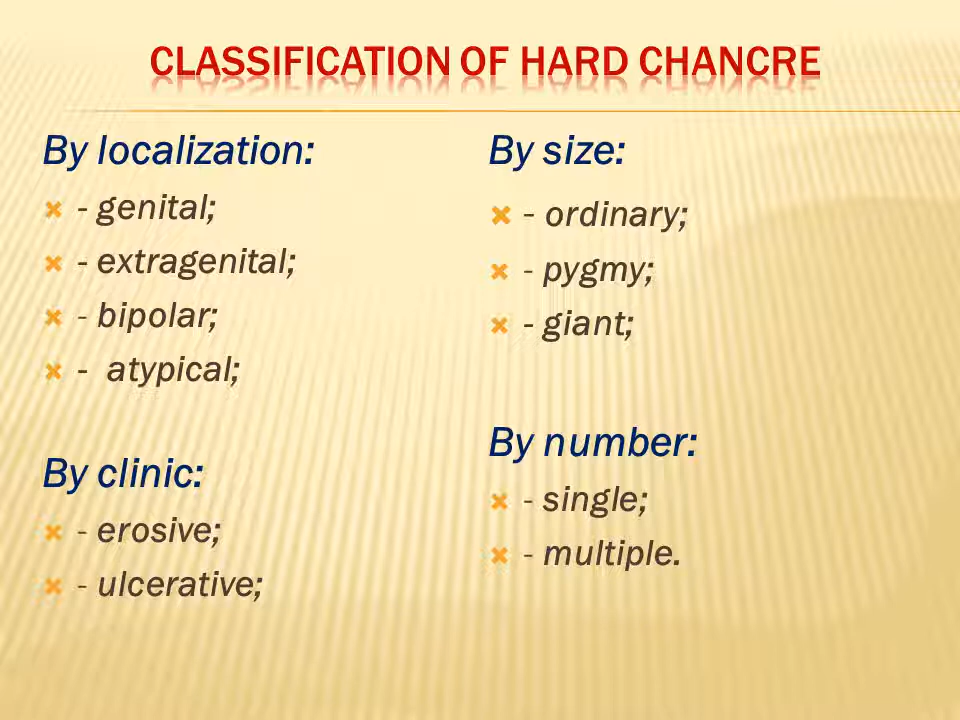 CLASSIFICATION OF HARD CHANCRE
By localization:
- genital;
- extragenital;
- bipolar;
- atypical;
By clinic:
- erosive;
- ulcerative;
By size:
- ordinary;
- pygmy;
- giant;
By number:
- single;
- multiple.